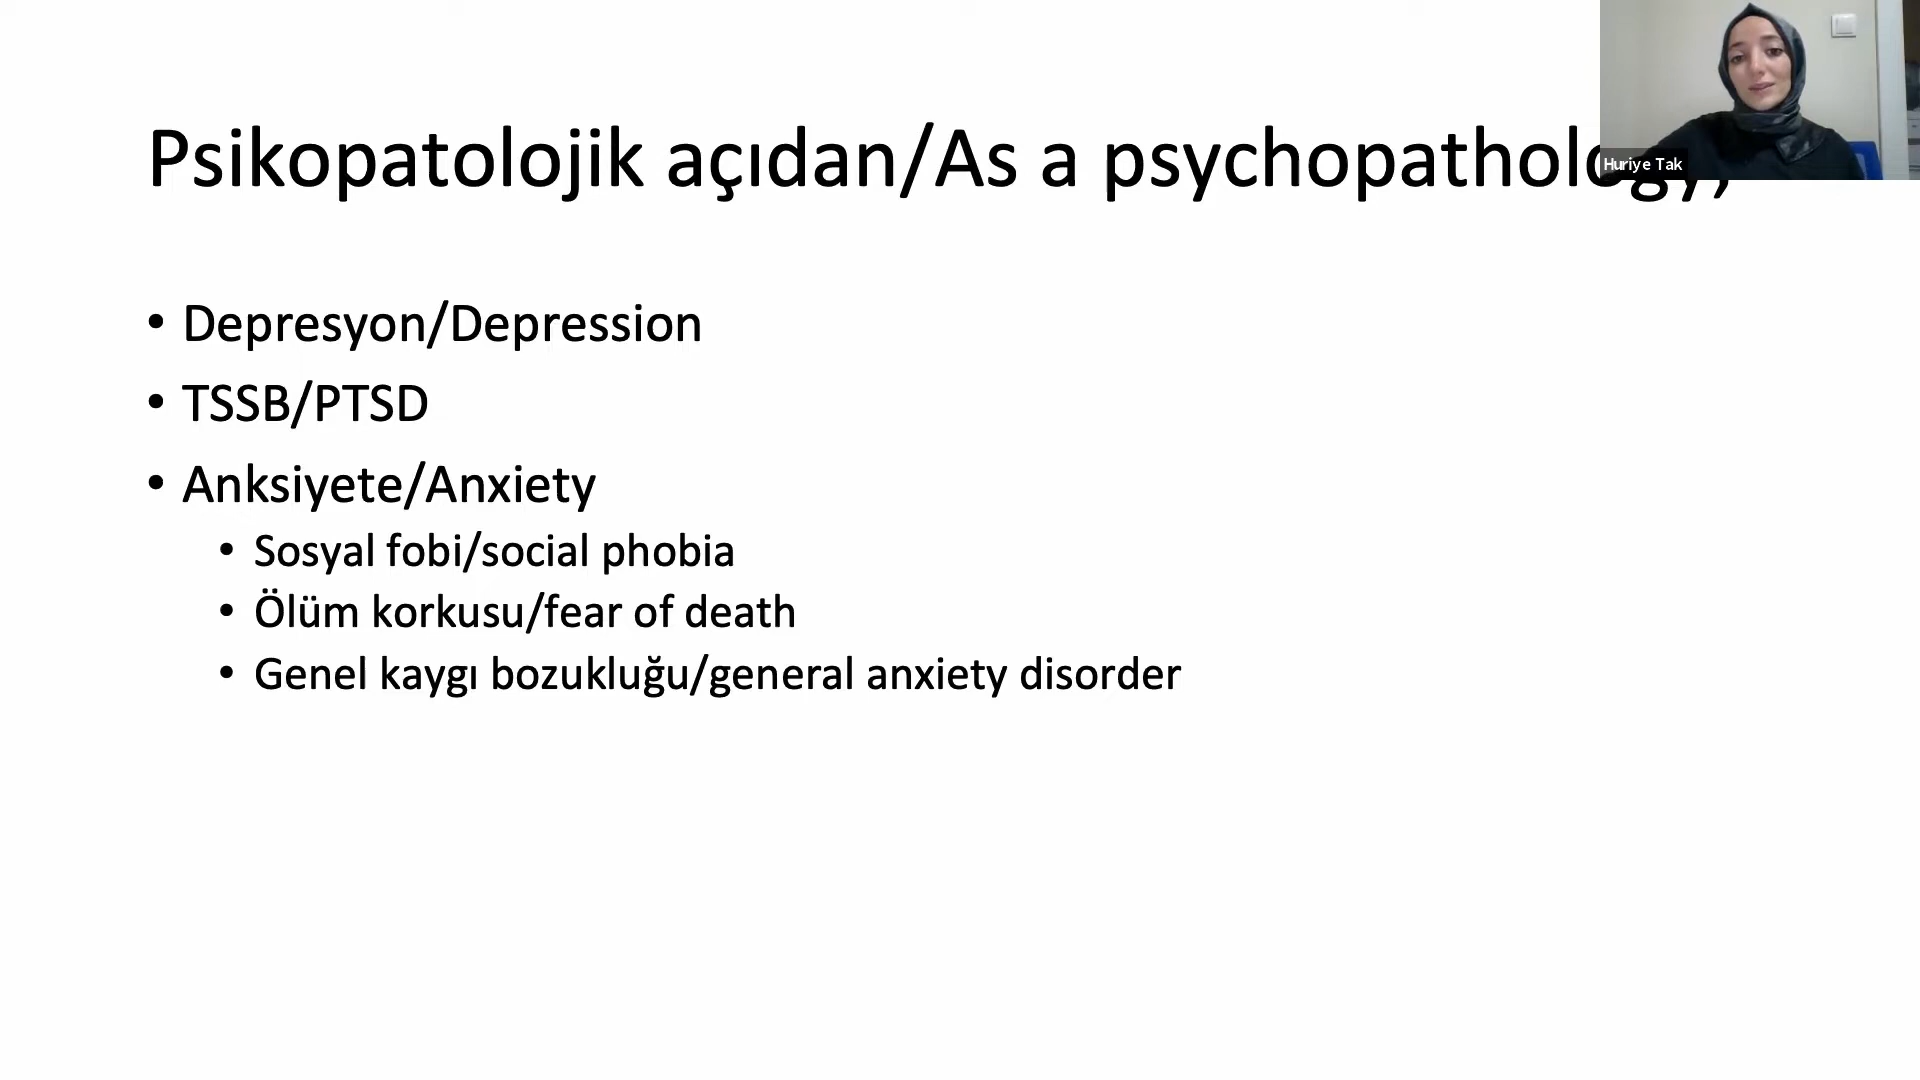 Psikopatolojik açıdan/As a psychopathology,
Huriye Tak
• Depresyon/Depression
• TSSB/PTSD
• Anksiyete/Anxiety
• Sosyal fobi/social phobia
• Ölüm korkusu/fear of death
• Genel kaygı bozukluğu/general anxiety disorder